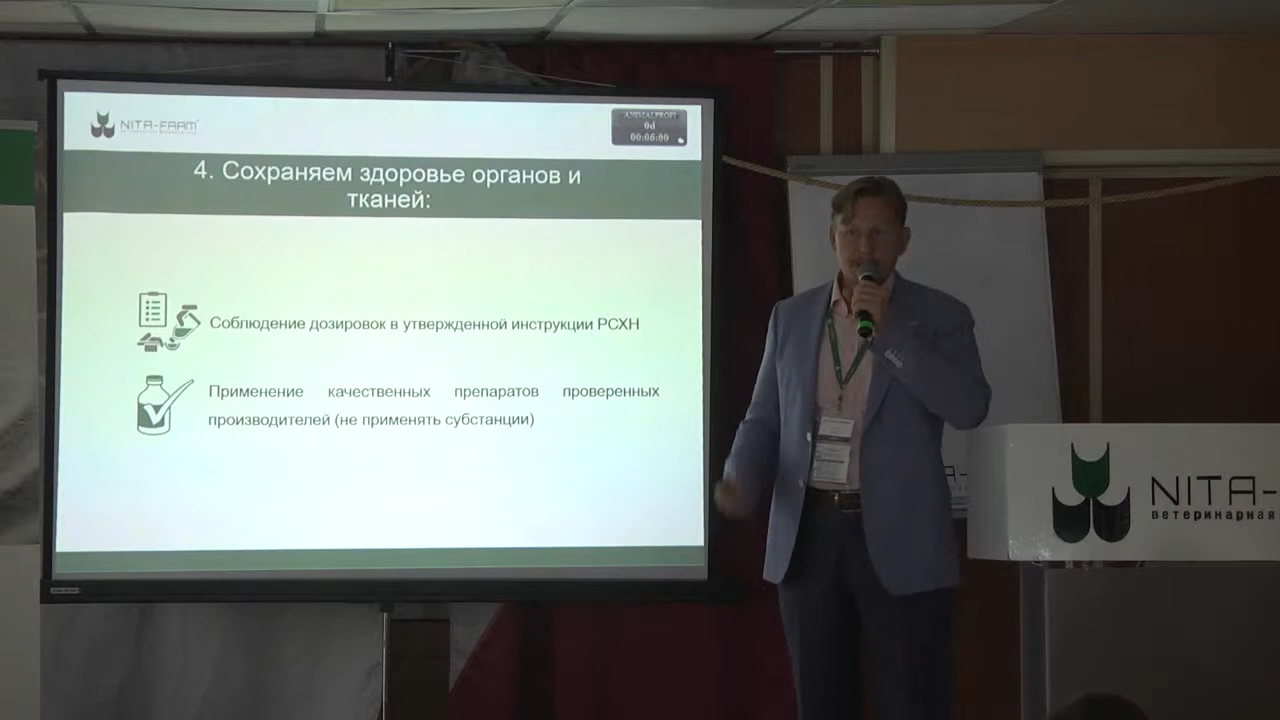 NITA-FARM
ANIMALPROFI
0d
00:06:00
4. Сохраняем здоровье органов и
тканей:
Соблюдение дозировок в утвержденной инструкции РСХН
Применение качественных препаратов проверенных
производителей (не применять субстанции)
NITA-
ветеринарная